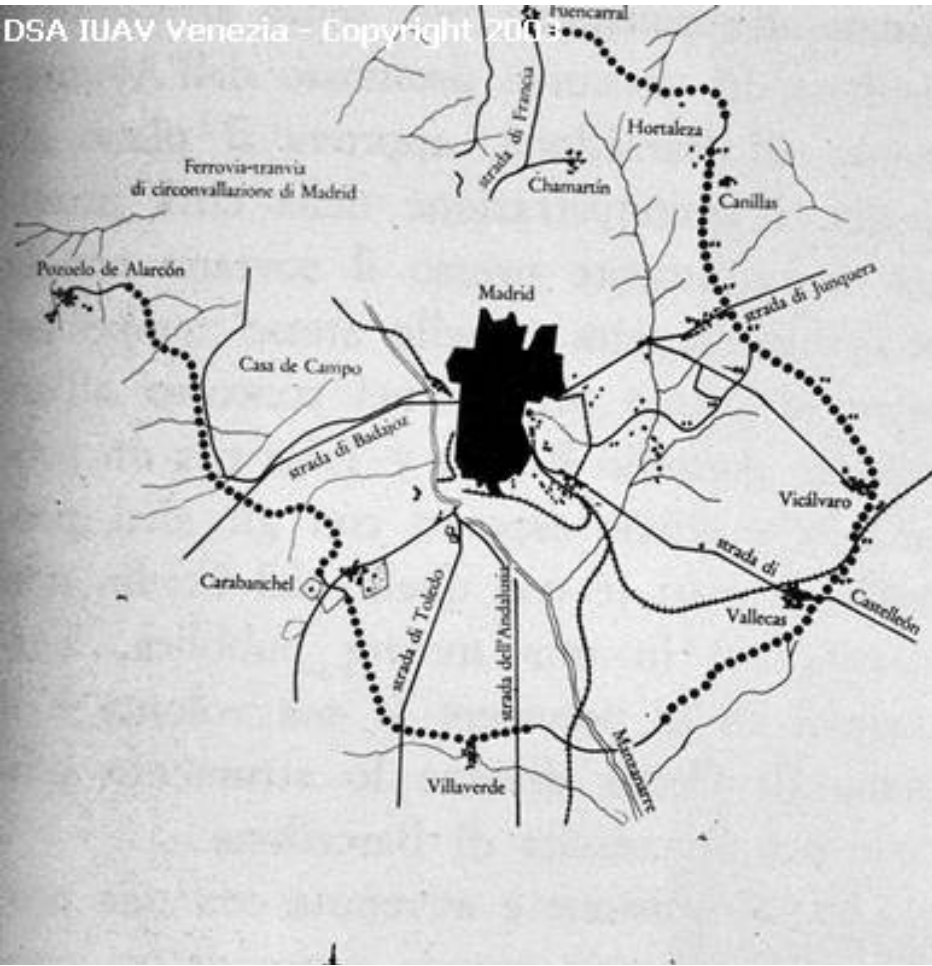 DSA IUAV Venezia - Copyright 2003
Fuencarral
strada di Francia
Hortaleza
Chamartín
Canillas
Ferrovia-tranvia
di circonvallazione di Madrid
Pozuelo de Alarcón
Madrid
strada di Junquera
Casa de Campo
strada di Badajoz
Vicálvaro
strada di
Castelleón
Carabanchel
Vallecas
strada di Toledo
strada dell'Andalusia
Manzanarre
Villaverde